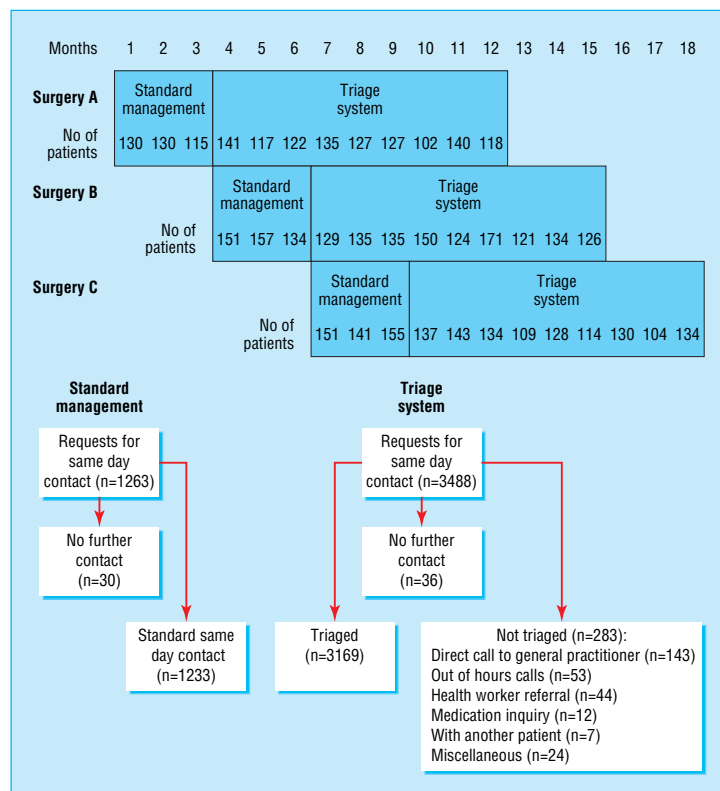 Months 1 2 3 4 5 6 7 8 9 10 11 12 13 14 15 16 17 18
Surgery A
Standard
management
Triage
system
No of
patients
130 130 115 141 117 122 135 127 127 102 140 118
Surgery B
Standard
management
Triage
system
No of
patients
151 157 134 129 135 135 150 124 171 121 134 126
Surgery C
Standard
management
Triage
system
No of
patients
151 141 155 137 143 134 109 128 114 130 104 134
Standard
management
Requests for
same day
contact (n=1263)
No further
contact
(n=30)
Standard same
day contact
(n=1233)
Triage
system
Requests for
same day
contact (n=3488)
No further
contact
(n=36)
Triaged
(n=3169)
Not triaged (n=283):
Direct call to general practitioner (n=143)
Out of hours calls (n=53)
Health worker referral (n=44)
Medication inquiry (n=12)
With another patient (n=7)
Miscellaneous (n=24)